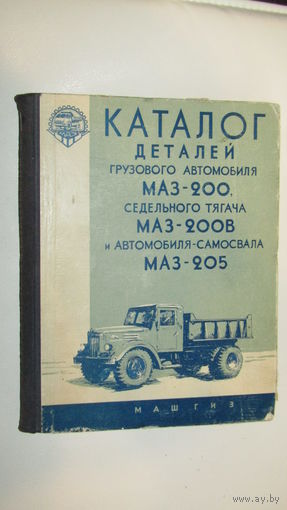 КАТАЛОГ
ДЕТАЛЕЙ
ГРУЗОВОГО АВТОМОБИЛЯ
МАЗ-200,
СЕДЕЛЬНОГО ТЯГАЧА
МАЗ-200В
И АВТОМОБИЛЯ-САМОСВАЛА
МАЗ-205
МАШГИЗ
www.ay.by